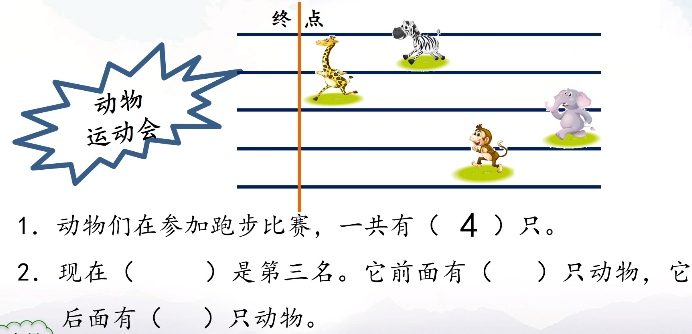 终点
动物
运动会
1. 动物们在参加跑步比赛，一共有（ 4 ）只。
2. 现在（  ）是第三名。它前面有（  ）只动物，它
后面有（  ）只动物。